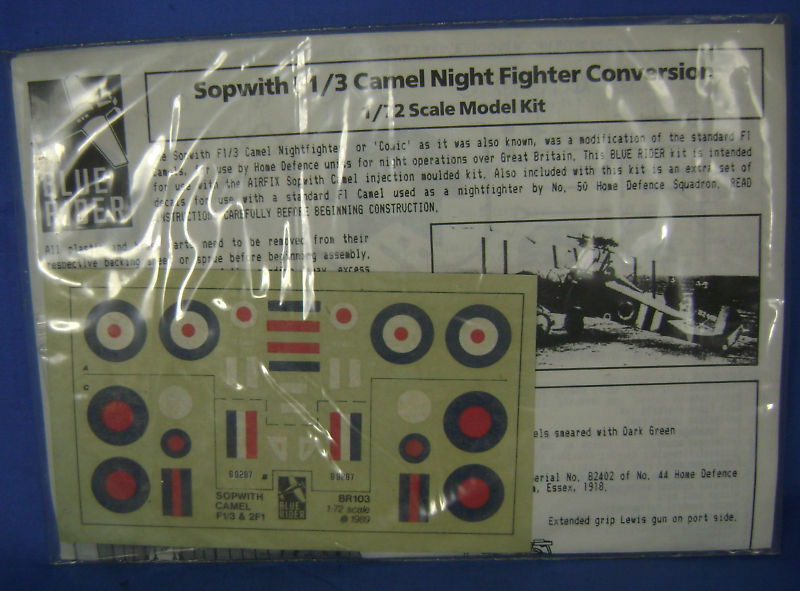 Sopwith 1/3 Camel Night Fighter Conversion
1/72 Scale Model Kit
Sopwith F1/3 Camel Nightfighter, or 'Comic' as it was also known, was a modification of the standard F1
for use by Home Defence units for night operations over Great Britain. This BLUE RIDER kit is intended
for use with the AIRFIX Sopwith Camel injection moulded kit. Also included with this kit is an extra set of
decals for use with a standard F1 Camel used as a nightfighter by No. 50 Home Defence Squadron. READ
INSTRUCTIONS CAREFULLY BEFORE BEGINNING CONSTRUCTION.
BLUE
RIDER
All plastic and parts need to be removed from their
respective backing sheet or sprue before beginning assembly.
excess
A
C
els smeared with Dark Green
erial No. B2402 of No. 44 Home Defence
Essex, 1918.
Extended grip Lewis gun on port side.
SOPWITH
CAMEL
F1/3 & 2F1
BLUE
RIDER
BR103
1:72 scale
© 1989